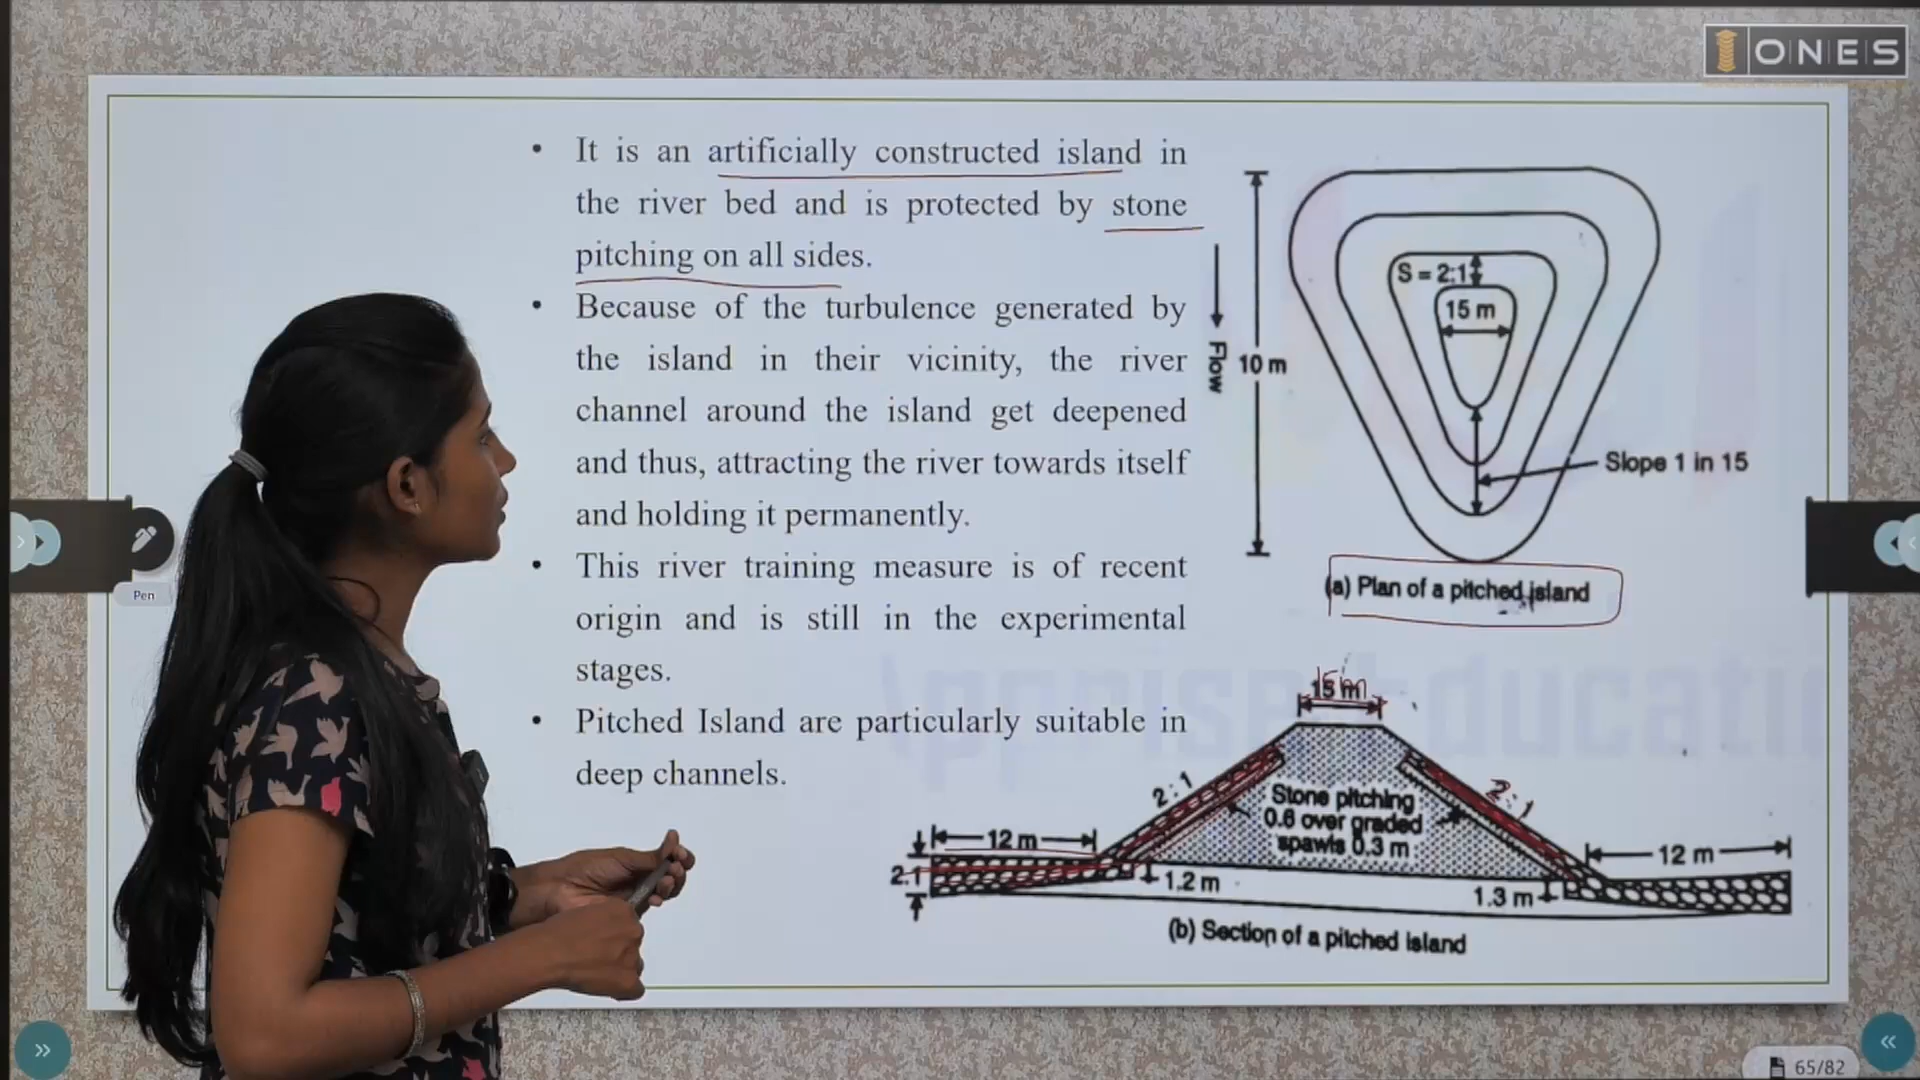 ONES
• It is an artificially constructed island in
the river bed and is protected by stone
pitching on all sides.
• Because of the turbulence generated by
the island in their vicinity, the river
channel around the island get deepened
and thus, attracting the river towards itself
and holding it permanently.
• This river training measure is of recent
origin and is still in the experimental
stages.
• Pitched Island are particularly suitable in
deep channels.
S = 2:1
15 m
Flow
10 m
Slope 1 in 15
(a) Plan of a pitched island
15 m
15m
2:1
2:1
Stone pitching
0.6 over graded
spawls 0.3 m
12 m
12 m
2.1
1.2 m
1.3 m
(b) Section of a pitched island
Pen
65/82